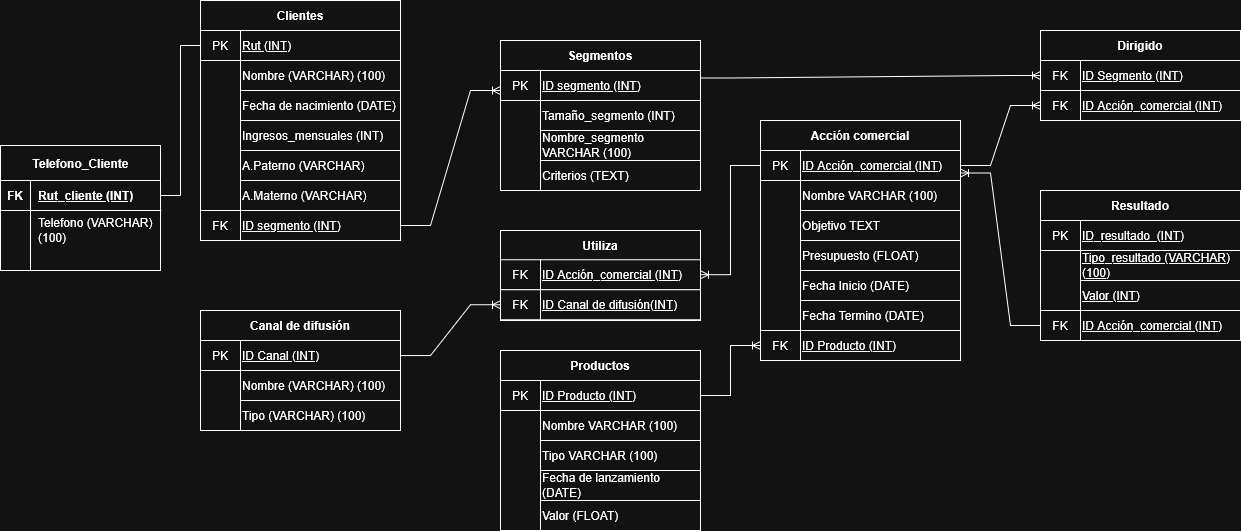 Clientes
PK
Rut (INT)
Nombre (VARCHAR) (100)
Fecha de nacimiento (DATE)
Ingresos_mensuales (INT)
A.Paterno (VARCHAR)
A.Materno (VARCHAR)
FK
ID segmento (INT)
Telefono_Cliente
FK
Rut_cliente (INT)
Telefono (VARCHAR)
(100)
Segmentos
PK
ID segmento (INT)
Tamaño_segmento (INT)
Nombre_segmento
VARCHAR (100)
Criterios (TEXT)
Utiliza
FK
ID Acción_comercial (INT)
FK
ID Canal de difusión(INT)
Canal de difusión
PK
ID Canal (INT)
Nombre (VARCHAR) (100)
Tipo (VARCHAR) (100)
Productos
PK
ID Producto (INT)
Nombre VARCHAR (100)
Tipo VARCHAR (100)
Fecha de lanzamiento
(DATE)
Valor (FLOAT)
Acción comercial
PK
ID Acción_comercial (INT)
Nombre VARCHAR (100)
Objetivo TEXT
Presupuesto (FLOAT)
Fecha Inicio (DATE)
Fecha Termino (DATE)
FK
ID Producto (INT)
Dirigido
FK
ID Segmento (INT)
FK
ID Acción_comercial (INT)
Resultado
PK
ID_resultado  (INT)
Tipo_resultado (VARCHAR)
(100)
Valor (INT)
FK
ID Acción_comercial (INT)